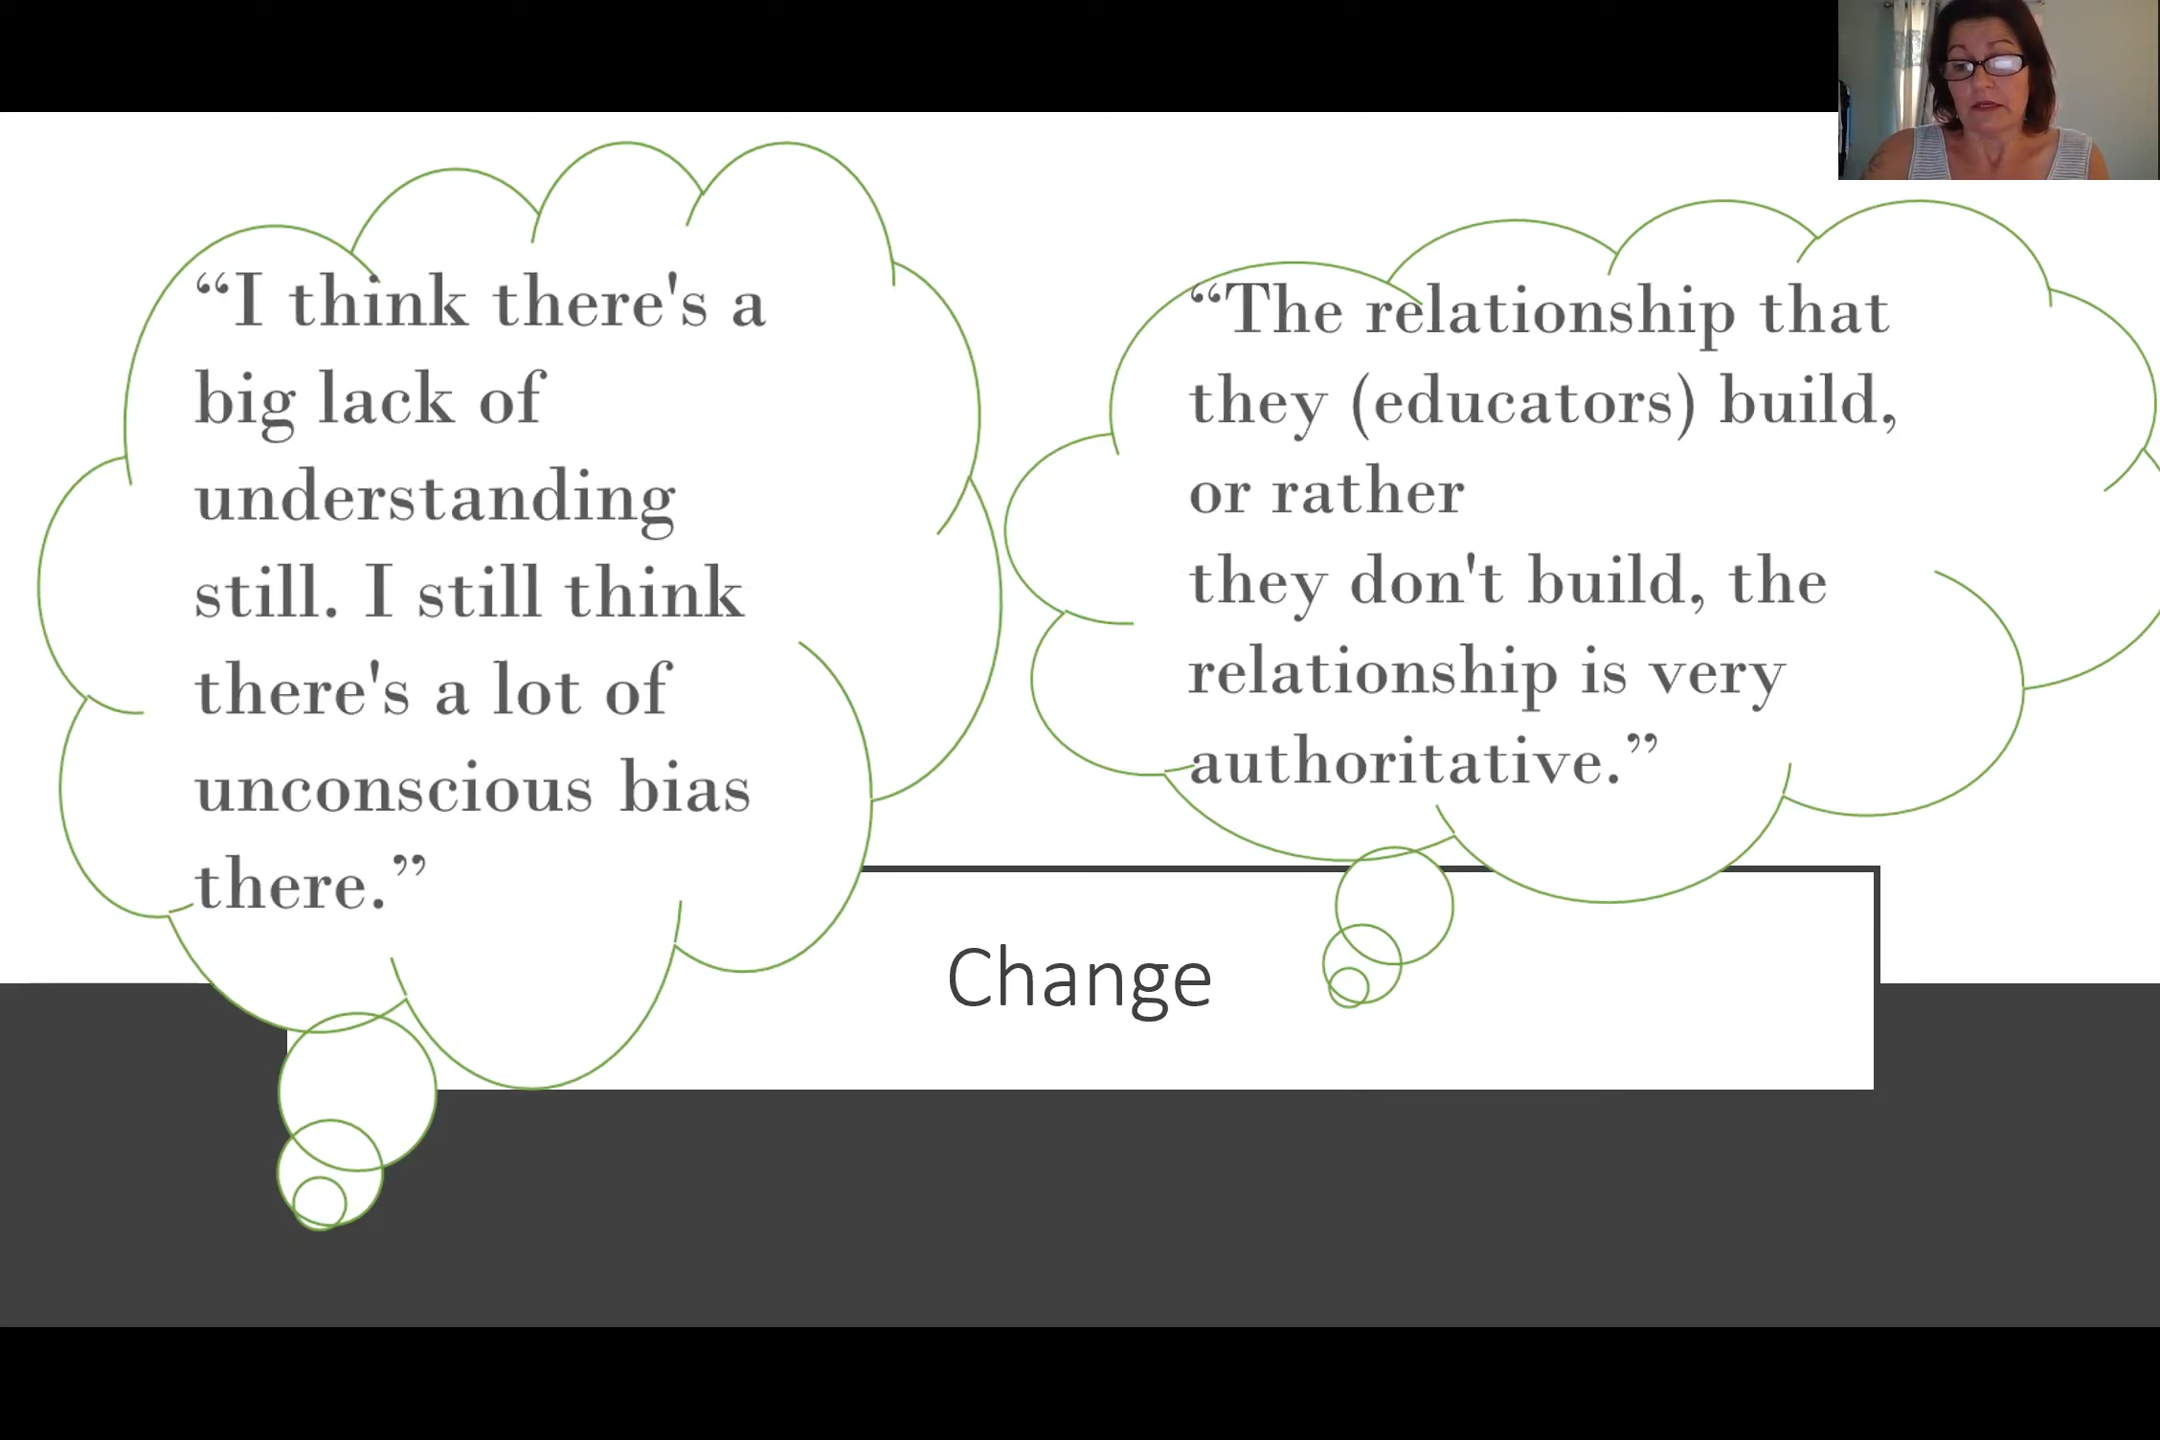 “I think there's a
big lack of
understanding
still. I still think
there's a lot of
unconscious bias
there.”
“The relationship that
they (educators) build,
or rather
they don't build, the
relationship is very
authoritative.”
Change